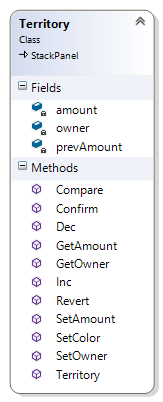 Territory
Class
StackPanel
Fields
amount
owner
prevAmount
Methods
Compare
Confirm
Dec
GetAmount
GetOwner
Inc
Revert
SetAmount
SetColor
SetOwner
Territory